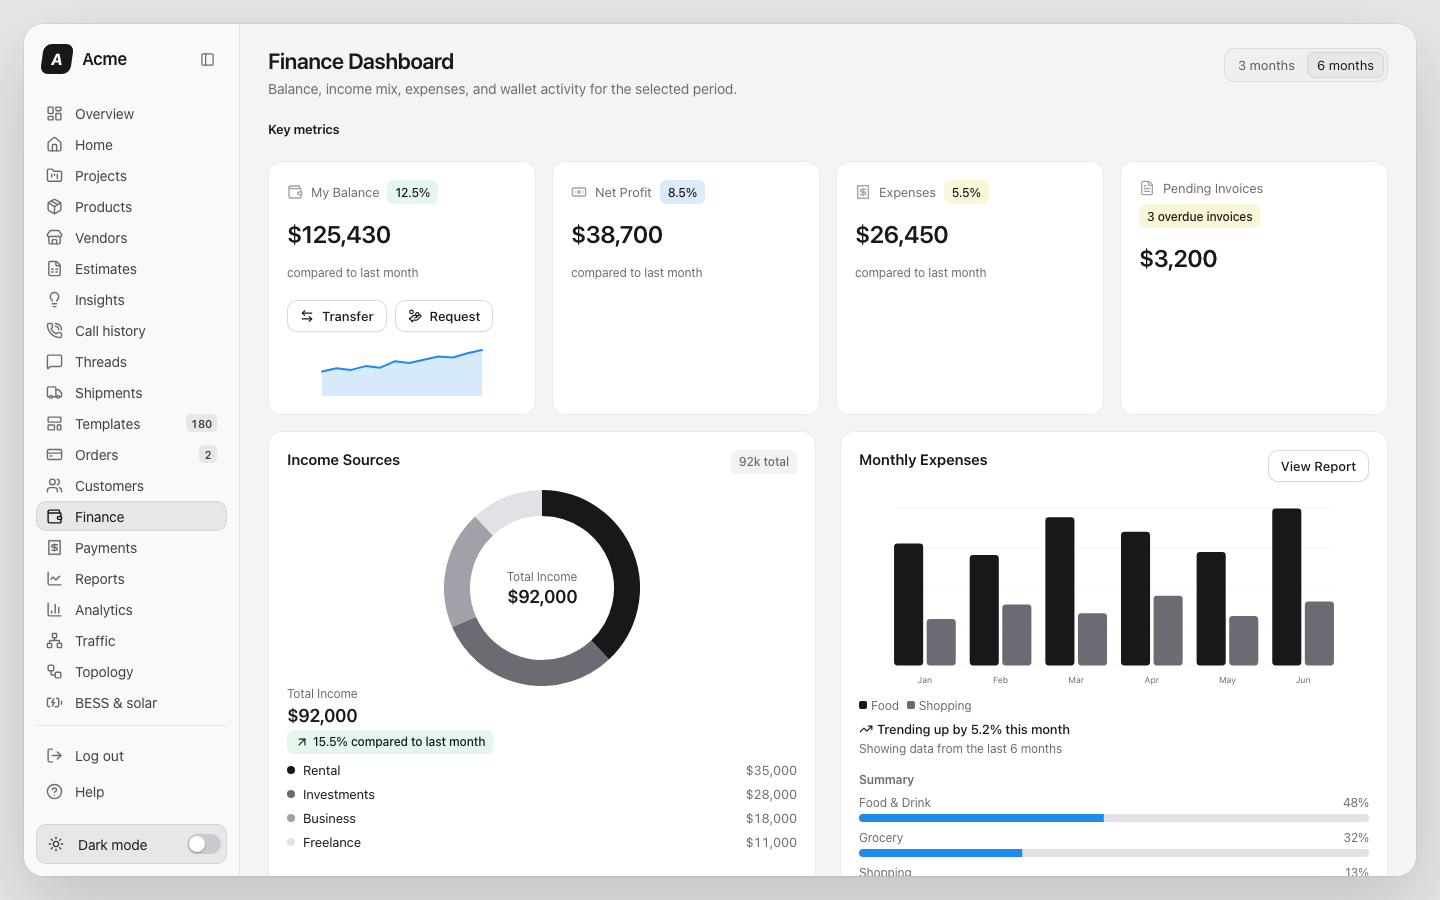 A Acme
Overview
Home
Projects
Products
Vendors
Estimates
Insights
Call history
Threads
Shipments
Templates 180
Orders 2
Customers
Finance
Payments
Reports
Analytics
Traffic
Topology
BESS & solar
Log out
Help
Dark mode
Finance Dashboard
Balance, income mix, expenses, and wallet activity for the selected period.
3 months 6 months
Key metrics
My Balance 12.5%
$125,430
compared to last month
Transfer Request
Net Profit 8.5%
$38,700
compared to last month
Expenses 5.5%
$26,450
compared to last month
Pending Invoices
3 overdue invoices
$3,200
Income Sources 92k total
Total Income
$92,000
Total Income
$92,000
15.5% compared to last month
Rental $35,000
Investments $28,000
Business $18,000
Freelance $11,000
Monthly Expenses View Report
Jan Feb Mar Apr May Jun
Food Shopping
Trending up by 5.2% this month
Showing data from the last 6 months
Summary
Food & Drink 48%
Grocery 32%
Shopping 13%